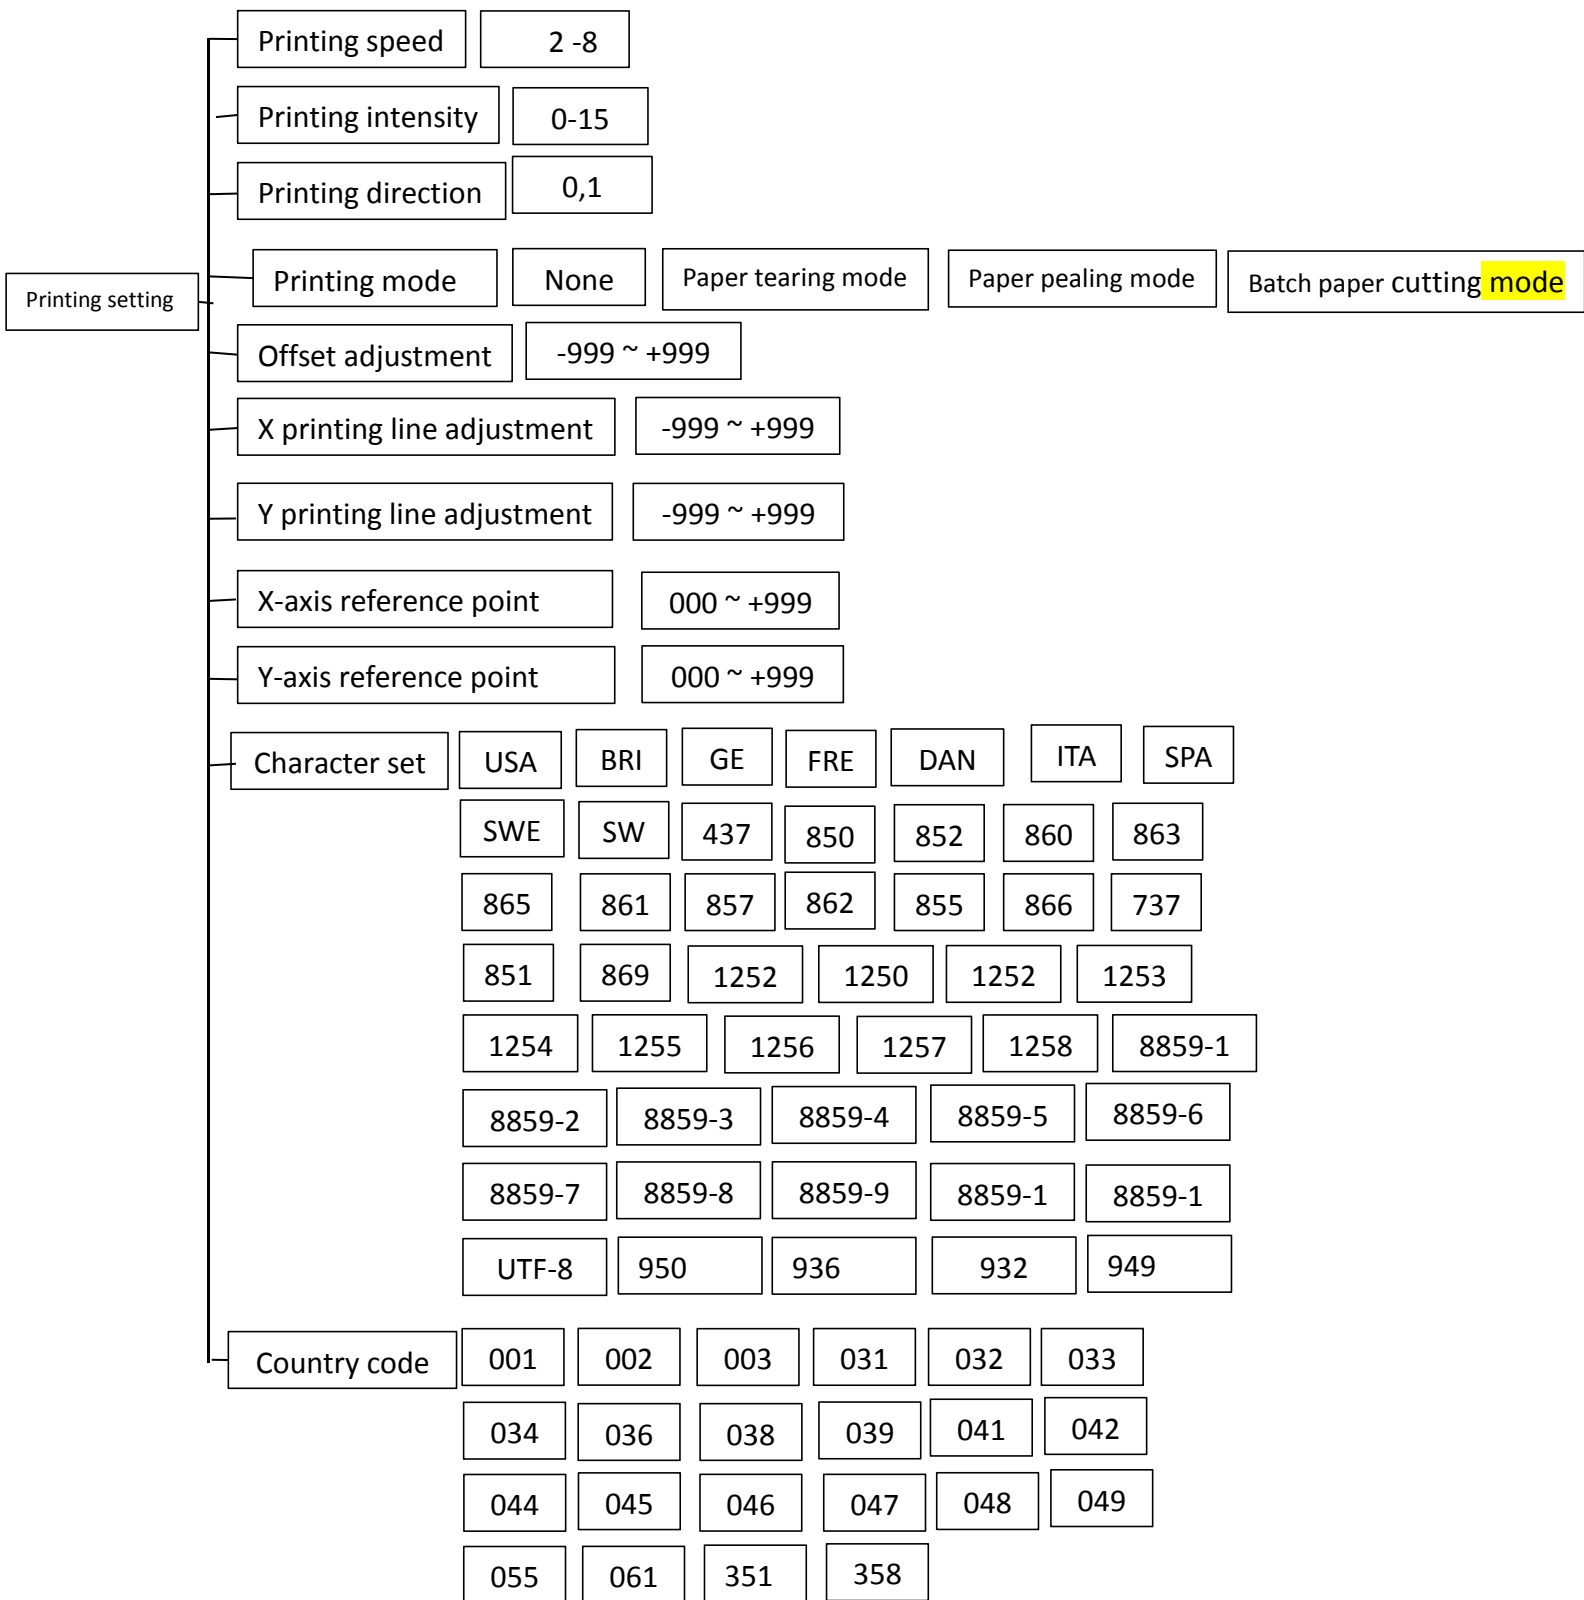 Printing speed 2 -8
Printing intensity 0-15
Printing direction 0,1
Printing setting
Printing mode None Paper tearing mode Paper pealing mode Batch paper cutting mode
Offset adjustment -999 ~ +999
X printing line adjustment -999 ~ +999
Y printing line adjustment -999 ~ +999
X-axis reference point 000 ~ +999
Y-axis reference point 000 ~ +999
Character set USA BRI GE FRE DAN ITA SPA
SWE SW 437 850 852 860 863
865 861 857 862 855 866 737
851 869 1252 1250 1252 1253
1254 1255 1256 1257 1258 8859-1
8859-2 8859-3 8859-4 8859-5 8859-6
8859-7 8859-8 8859-9 8859-1 8859-1
UTF-8 950 936 932 949
Country code 001 002 003 031 032 033
034 036 038 039 041 042
044 045 046 047 048 049
055 061 351 358